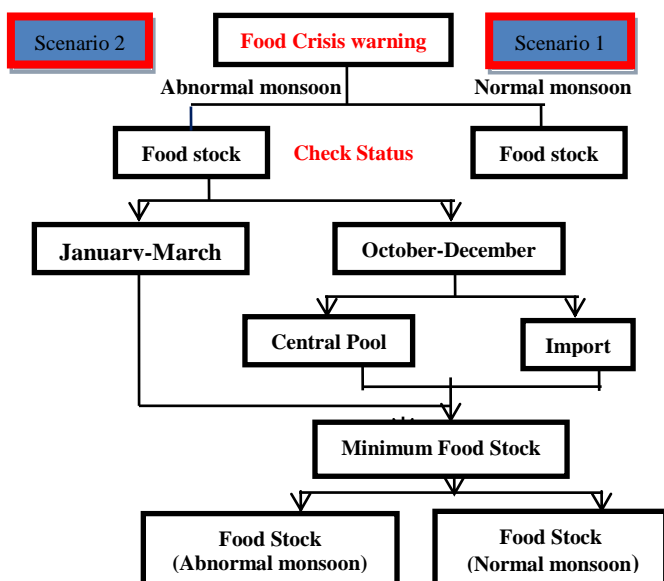 Scenario 2
Food Crisis warning
Scenario 1
Abnormal monsoon
Normal monsoon
Food stock
Check Status
Food stock
January-March
October-December
Central Pool
Import
Minimum Food Stock
Food Stock
(Abnormal monsoon)
Food Stock
(Normal monsoon)